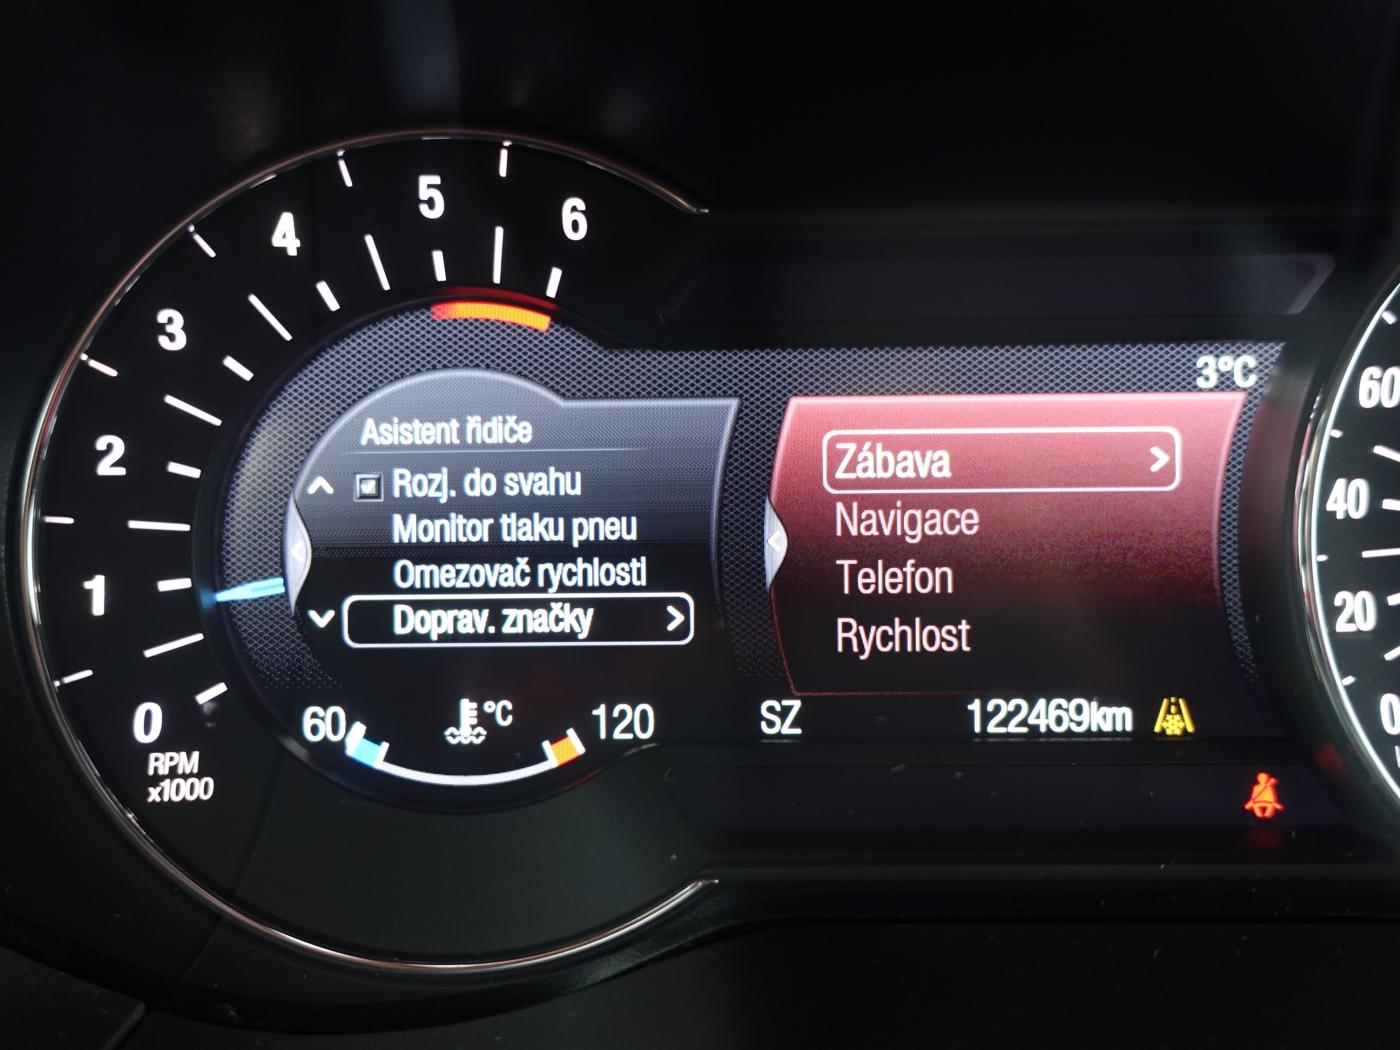 5
6
4
3
2
1
0
RPM
x1000
Asistent řidiče
Rozj. do svahu
Monitor tlaku pneu
Omezovač rychlosti
Doprav. značky
60
°C
120
3°C
Zábava
Navigace
Telefon
Rychlost
SZ
122469km
60
40
20
0